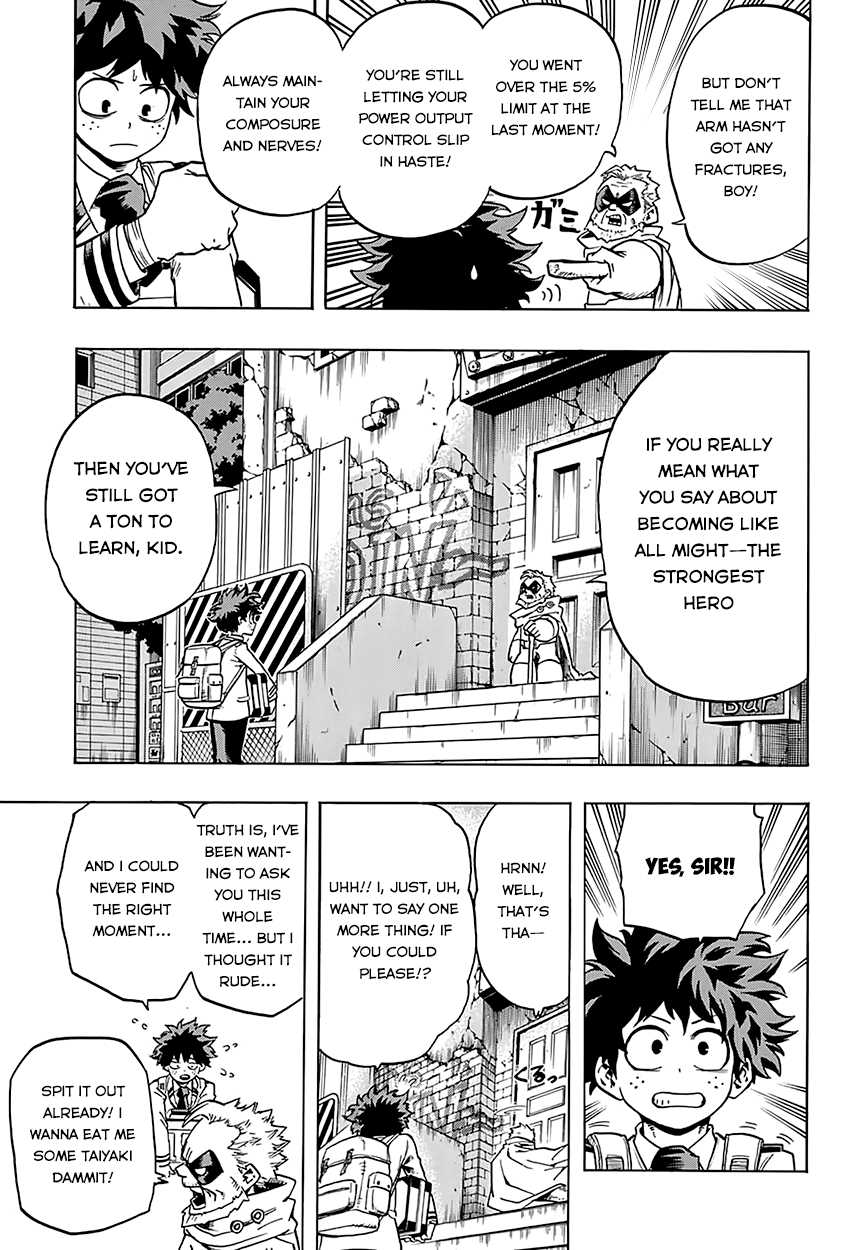 BUT DON'T
TELL ME THAT
ARM HASN'T
GOT ANY
FRACTURES,
BOY!
YOU WENT
OVER THE 5%
LIMIT AT THE
LAST MOMENT!
YOU'RE STILL
LETTING YOUR
POWER OUTPUT
CONTROL SLIP
IN HASTE!
ガミ
ALWAYS MAIN-
TAIN YOUR
COMPOSURE
AND NERVES!
IF YOU REALLY
MEAN WHAT
YOU SAY ABOUT
BECOMING LIKE
ALL MIGHT—THE
STRONGEST
HERO
Bar
THEN YOU'VE
STILL GOT
A TON TO
LEARN, KID.
YES, SIR!!
HRNN!
WELL,
THAT'S
THA—
くるっ
UHH!! I, JUST, UH,
WANT TO SAY ONE
MORE THING! IF
YOU COULD
PLEASE!?
TRUTH IS, I'VE
BEEN WANT-
ING TO ASK
YOU THIS
WHOLE
TIME... BUT I
THOUGHT IT
RUDE...
AND I COULD
NEVER FIND
THE RIGHT
MOMENT...
SPIT IT OUT
ALREADY! I
WANNA EAT ME
SOME TAIYAKI
DAMMIT!